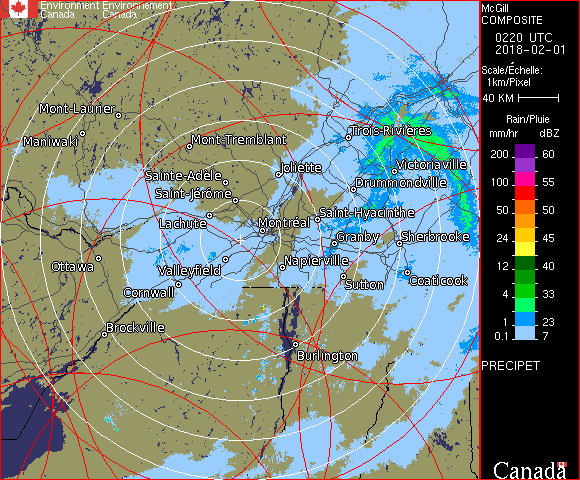 Environment Environnement
Canada Canada
McGill
COMPOSITE
0220 UTC
2018-02-01
Scale/Échelle:
1km/Pixel
40 KM
Rain/Pluie
mm/hr dBZ
200 60
100 55
50 50
24 45
12 40
4 33
1 23
0.1 7
PRECIPET
Canada
Mont-Laurier
Maniwaki
Mont-Tremblant
Trois-Rivières
Joliette
Victoriaville
Sainte-Adèle
Drummondville
Saint-Jérôme
Lachute
Montréal
Saint-Hyacinthe
Granby
Sherbrooke
Ottawa
Valleyfield
Napierville
Cornwall
Sutton
Coaticook
Brockville
Burlington